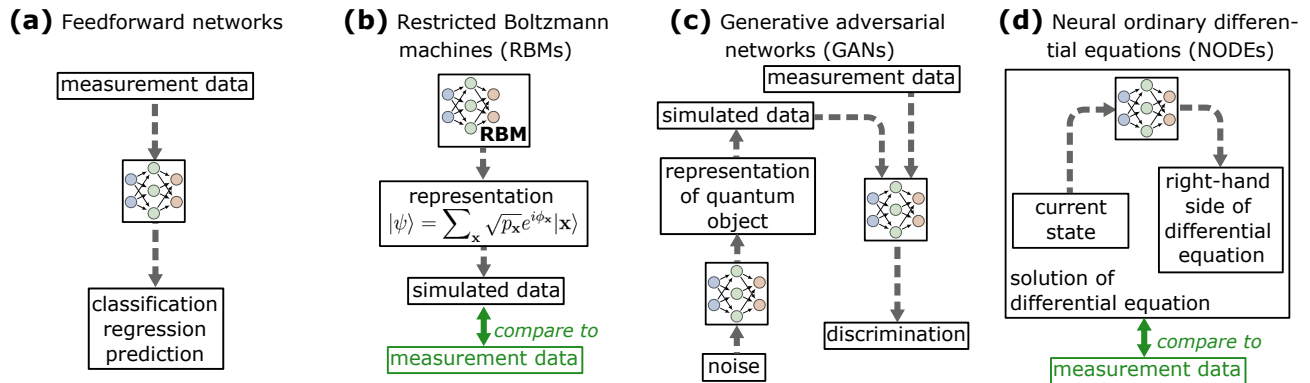 (a) Feedforward networks
measurement data
classification
regression
prediction
(b) Restricted Boltzmann
machines (RBMs)
RBM
representation
|ψ⟩ = ∑ₓ √pₓ e^{iϕₓ}|x⟩
simulated data
compare to
measurement data
(c) Generative adversarial
networks (GANs)
measurement data
simulated data
representation
of quantum
object
noise
discrimination
(d) Neural ordinary differen-
tial equations (NODEs)
current
state
right-hand
side of
differential
equation
solution of
differential equation
compare to
measurement data